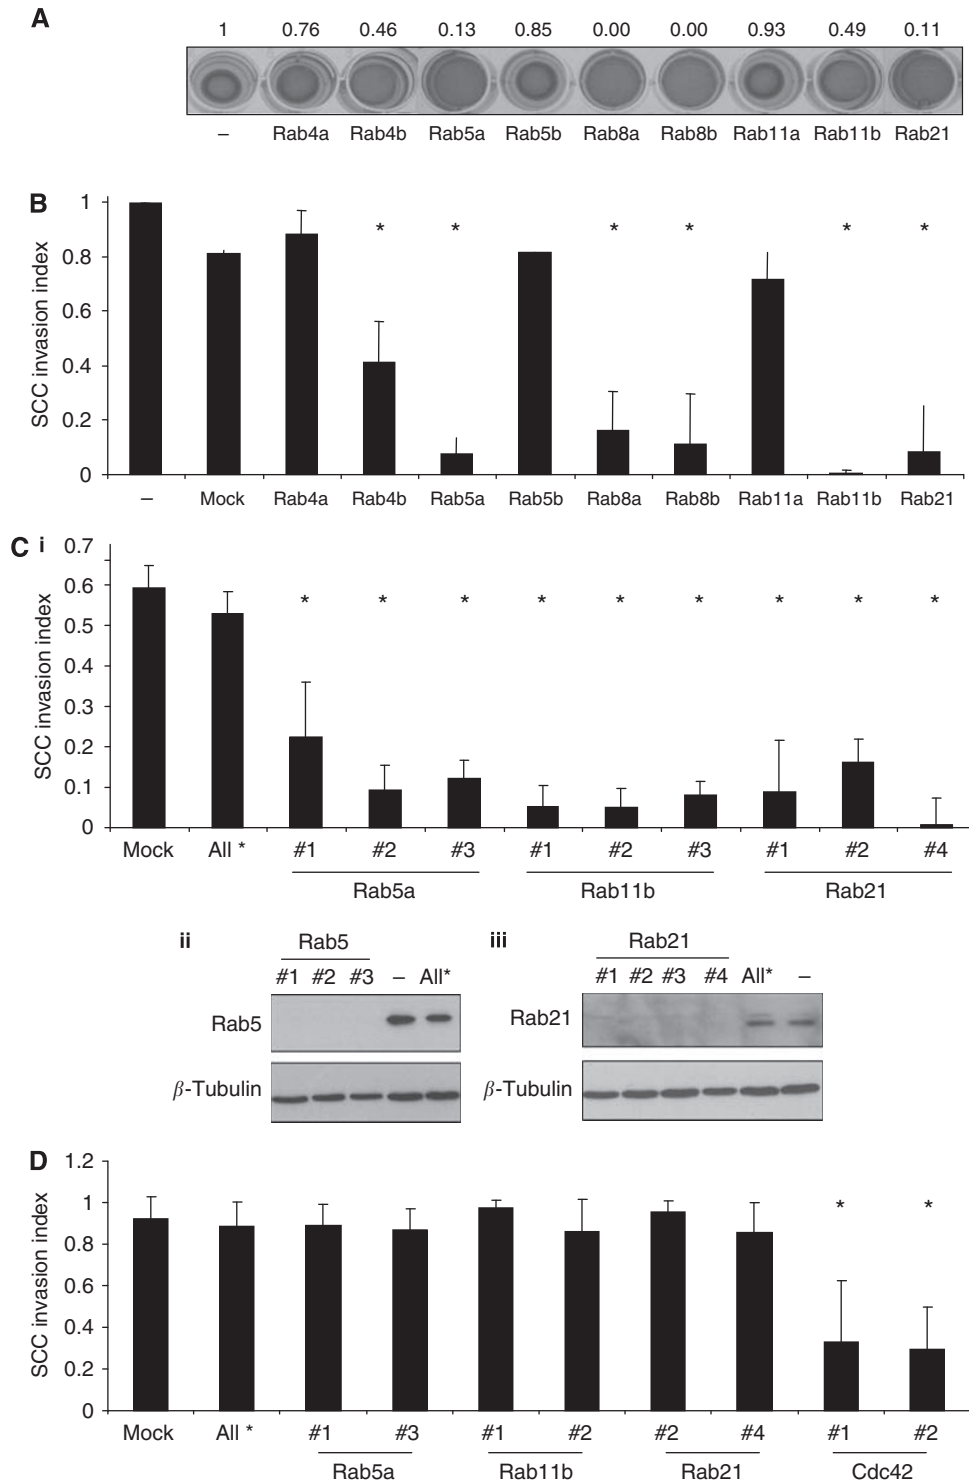 A
1 0.76 0.46 0.13 0.85 0.00 0.00 0.93 0.49 0.11
– Rab4a Rab4b Rab5a Rab5b Rab8a Rab8b Rab11a Rab11b Rab21
B
SCC invasion index
1
0.8
0.6
0.4
0.2
0
* * * * * *
– Mock Rab4a Rab4b Rab5a Rab5b Rab8a Rab8b Rab11a Rab11b Rab21
C i
SCC invasion index
0.7
0.6
0.5
0.4
0.3
0.2
0.1
0
* * * * * * * * *
Mock All * #1 #2 #3 #1 #2 #3 #1 #2 #4
Rab5a Rab11b Rab21
ii
Rab5
#1 #2 #3 – All*
Rab5
β-Tubulin
iii
Rab21
#1 #2 #3 #4 All* –
Rab21
β-Tubulin
D
SCC invasion index
1.2
1
0.8
0.6
0.4
0.2
0
* *
Mock All * #1 #3 #1 #2 #2 #4 #1 #2
Rab5a Rab11b Rab21 Cdc42